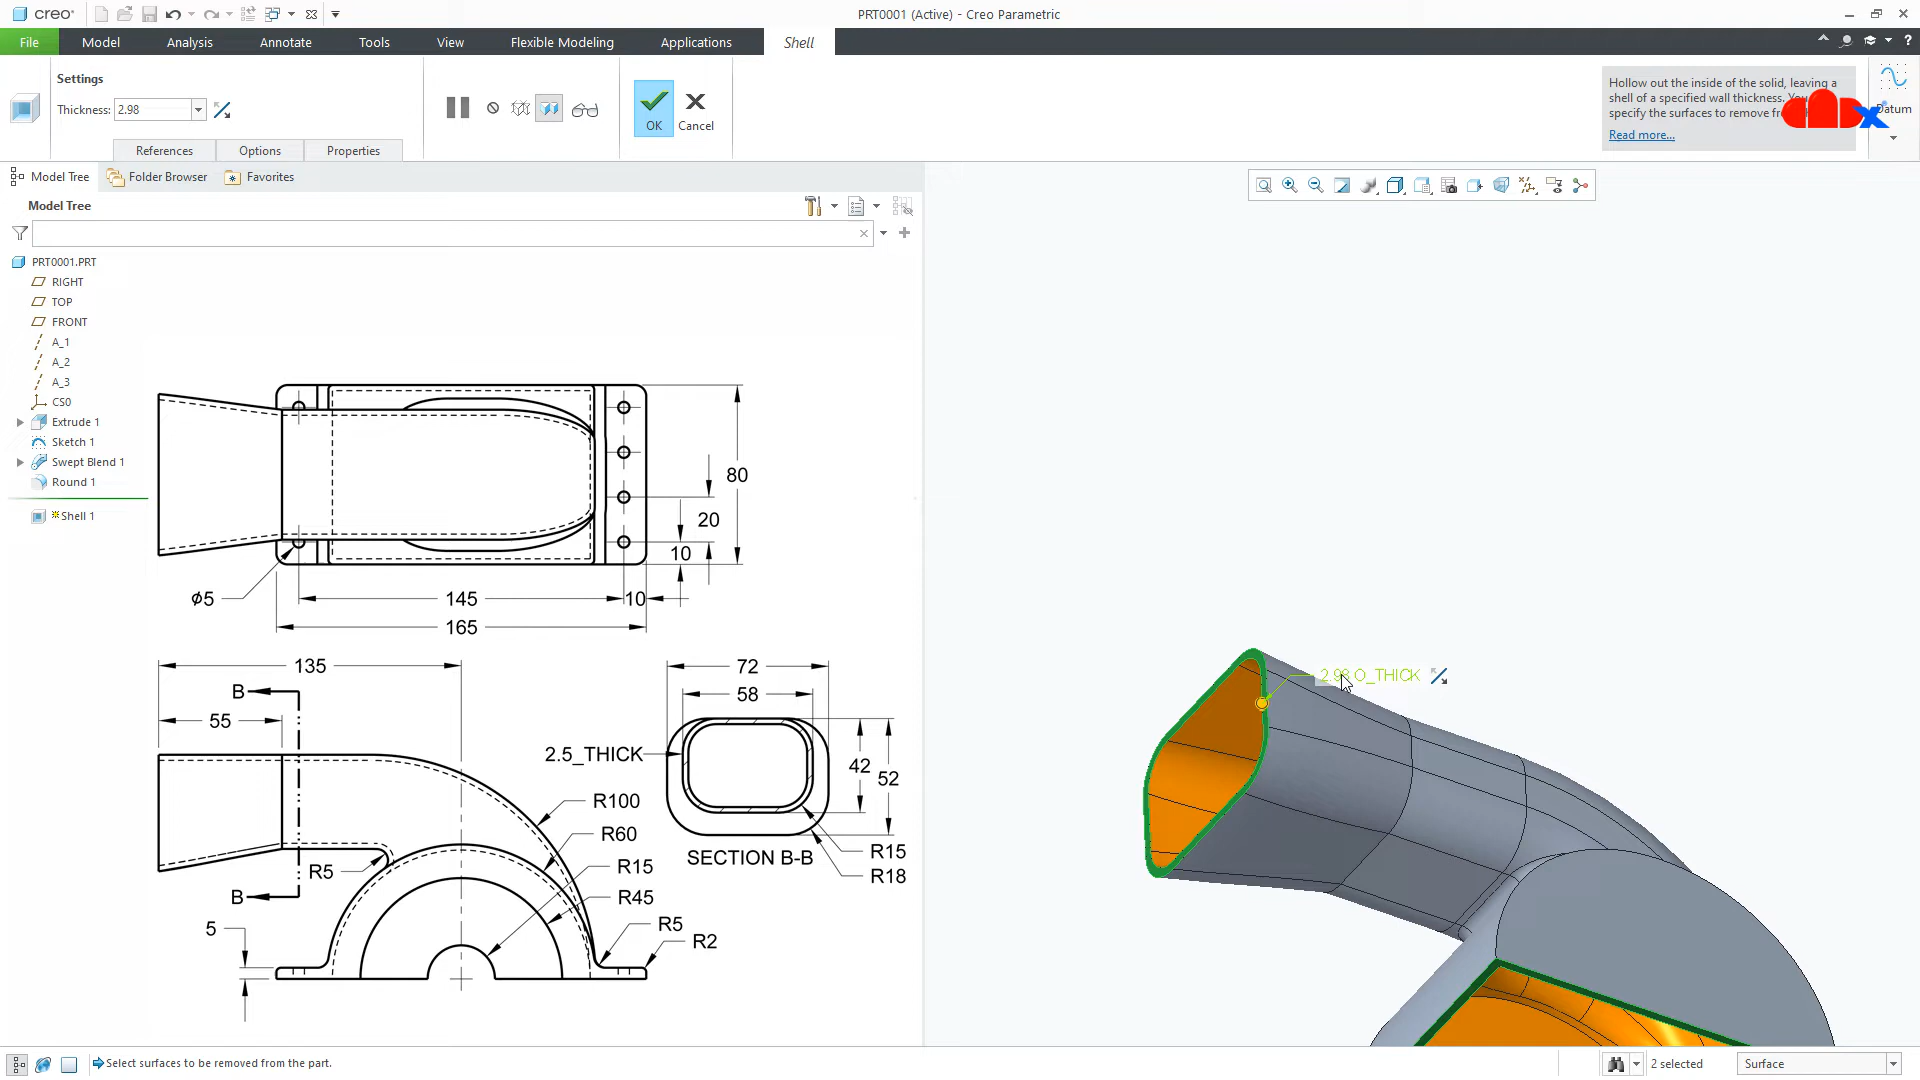 creo
PRT0001 (Active) - Creo Parametric
File
Model
Analysis
Annotate
Tools
View
Flexible Modeling
Applications
Shell
Settings
Thickness: 2.98
References
Options
Properties
OK
Cancel
Hollow out the inside of the solid, leaving a
shell of a specified wall thickness.
specify the surfaces to remove
Read more...
Datum
Model Tree
Folder Browser
Favorites
Model Tree
PRT0001.PRT
RIGHT
TOP
FRONT
A_1
A_2
A_3
CS0
Extrude 1
Sketch 1
Swept Blend 1
Round 1
Shell 1
80
20
10
ϕ5
145
10
165
135
B
55
72
58
2.5_THICK
42
52
R100
R60
R15
R45
R5
R2
R5
B
5
SECTION B-B
R15
R18
2.98 O_THICK
Select surfaces to be removed from the part.
2 selected
Surface